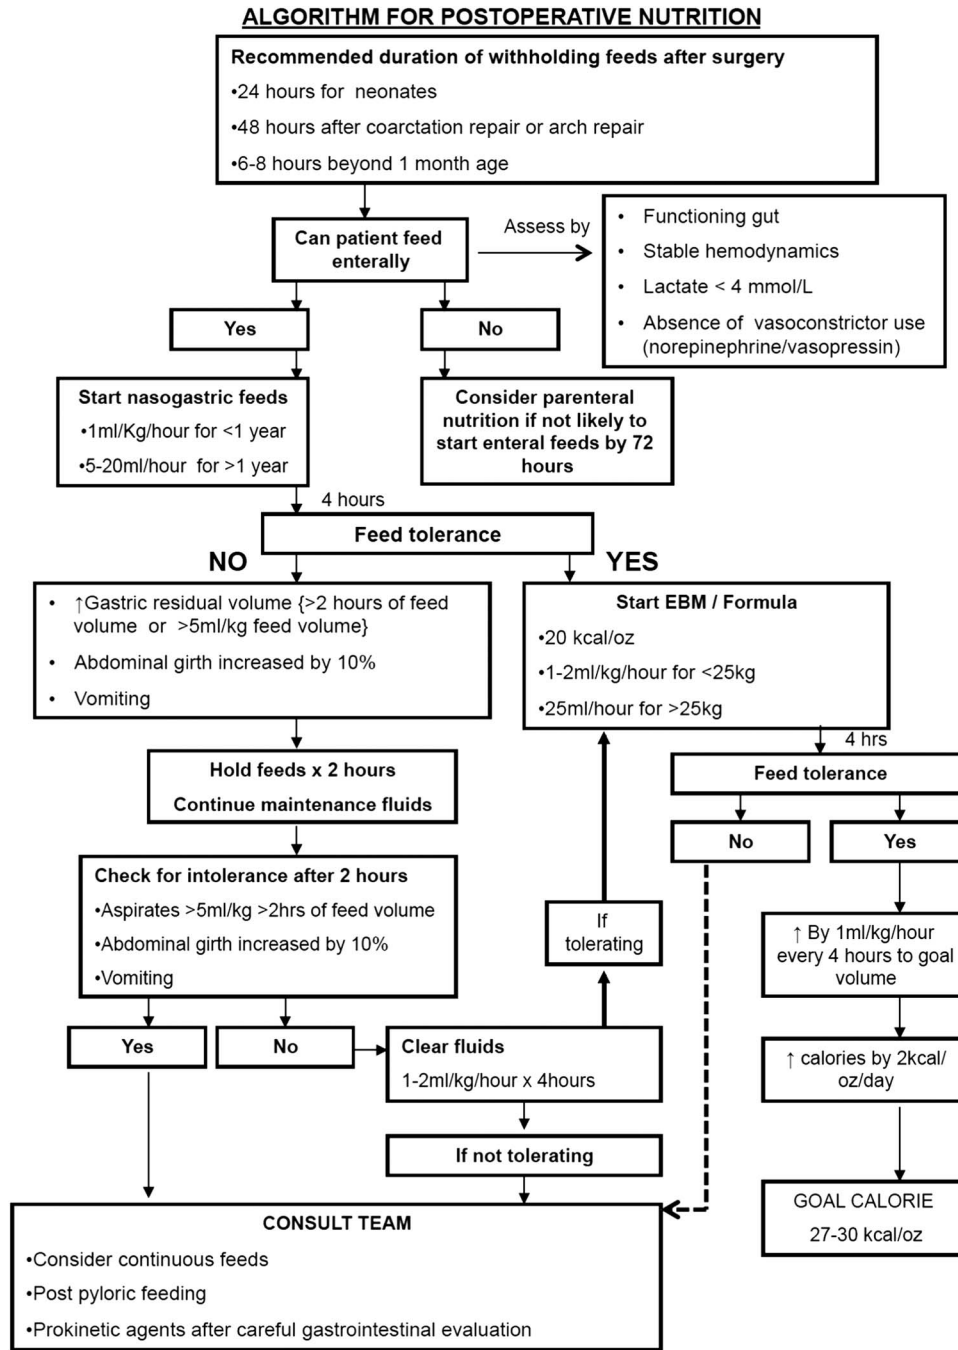 ALGORITHM FOR POSTOPERATIVE NUTRITION
Recommended duration of withholding feeds after surgery
•24 hours for neonates
•48 hours after coarctation repair or arch repair
•6-8 hours beyond 1 month age
Can patient feed
enterally
Assess by
• Functioning gut
• Stable hemodynamics
• Lactate < 4 mmol/L
• Absence of vasoconstrictor use
(norepinephrine/vasopressin)
Yes
No
Start nasogastric feeds
•1ml/Kg/hour for <1 year
•5-20ml/hour for >1 year
Consider parenteral
nutrition if not likely to
start enteral feeds by 72
hours
4 hours
Feed tolerance
NO
YES
• ↑Gastric residual volume {>2 hours of feed
volume or >5ml/kg feed volume}
• Abdominal girth increased by 10%
• Vomiting
Start EBM / Formula
•20 kcal/oz
•1-2ml/kg/hour for <25kg
•25ml/hour for >25kg
4 hrs
Hold feeds x 2 hours
Continue maintenance fluids
Feed tolerance
No
Yes
Check for intolerance after 2 hours
•Aspirates >5ml/kg >2hrs of feed volume
•Abdominal girth increased by 10%
•Vomiting
If
tolerating
↑ By 1ml/kg/hour
every 4 hours to goal
volume
Yes
No
Clear fluids
1-2ml/kg/hour x 4hours
↑ calories by 2kcal/
oz/day
If not tolerating
GOAL CALORIE
27-30 kcal/oz
CONSULT TEAM
•Consider continuous feeds
•Post pyloric feeding
•Prokinetic agents after careful gastrointestinal evaluation